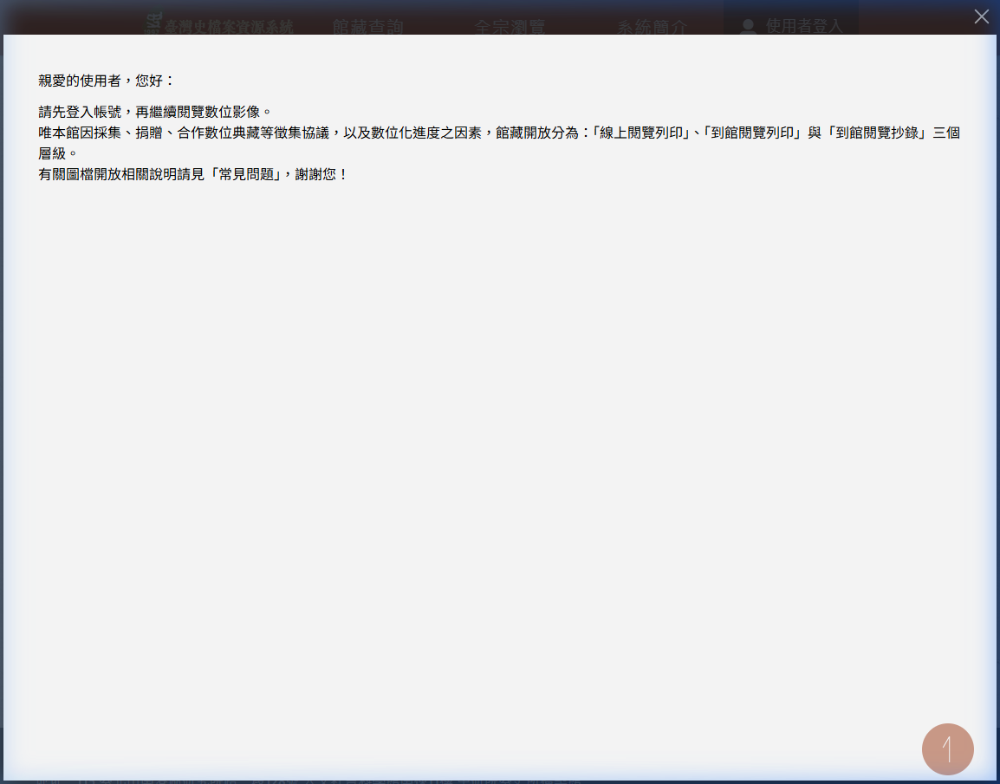 臺灣史檔案資源系統 館藏查詢 全宗瀏覽 系統簡介 使用者登入
親愛的使用者，您好：
請先登入帳號，再繼續閱覽數位影像。
唯本館因採集、捐贈、合作數位典藏等徵集協議，以及數位化進度之因素，館藏開放分為：「線上閱覽列印」、「到館閱覽列印」與「到館閱覽抄錄」三個
層級。
有關圖檔開放相關說明請見「常見問題」，謝謝您！